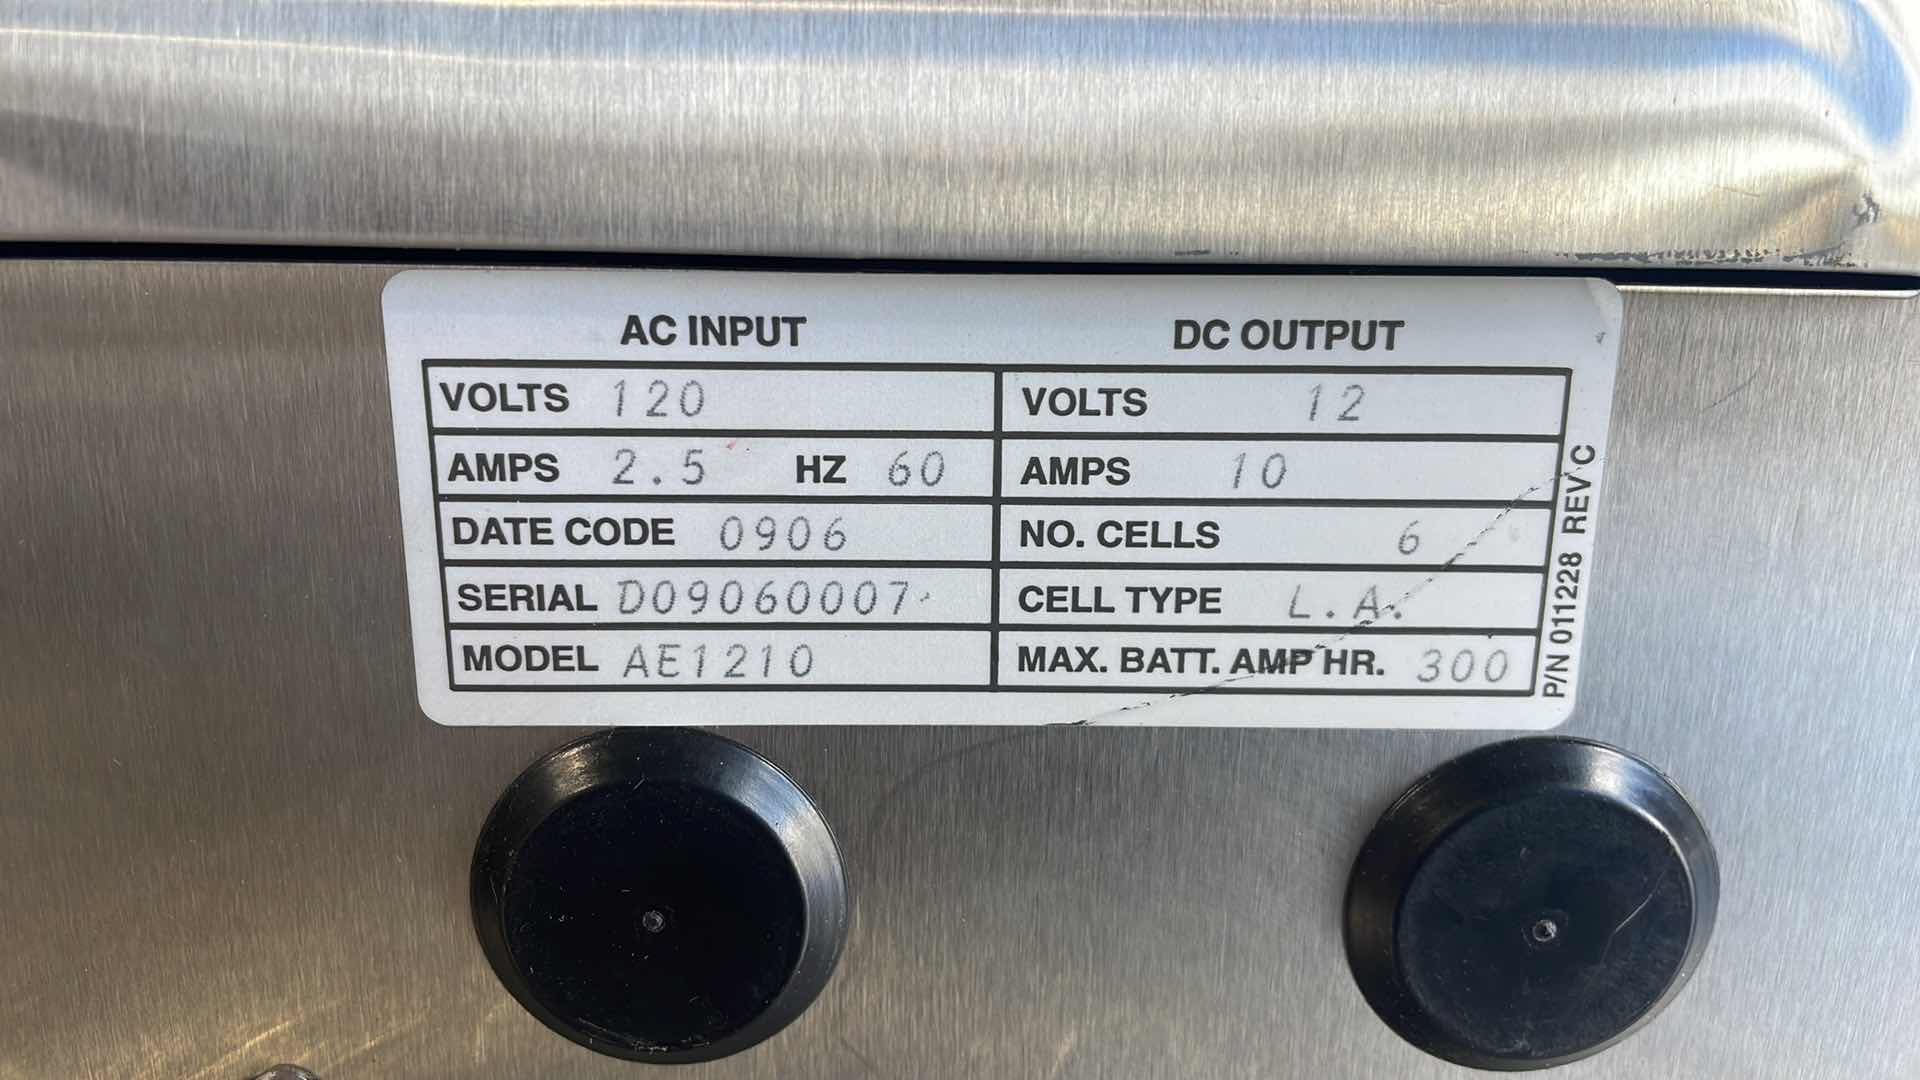 AC INPUT DC OUTPUT
VOLTS 120 VOLTS 12
AMPS 2.5 HZ 60 AMPS 10
DATE CODE 0906 NO. CELLS 6
SERIAL D09060007 CELL TYPE L.A.
MODEL AE1210 MAX. BATT. AMP HR. 300
P/N 011228 REV C